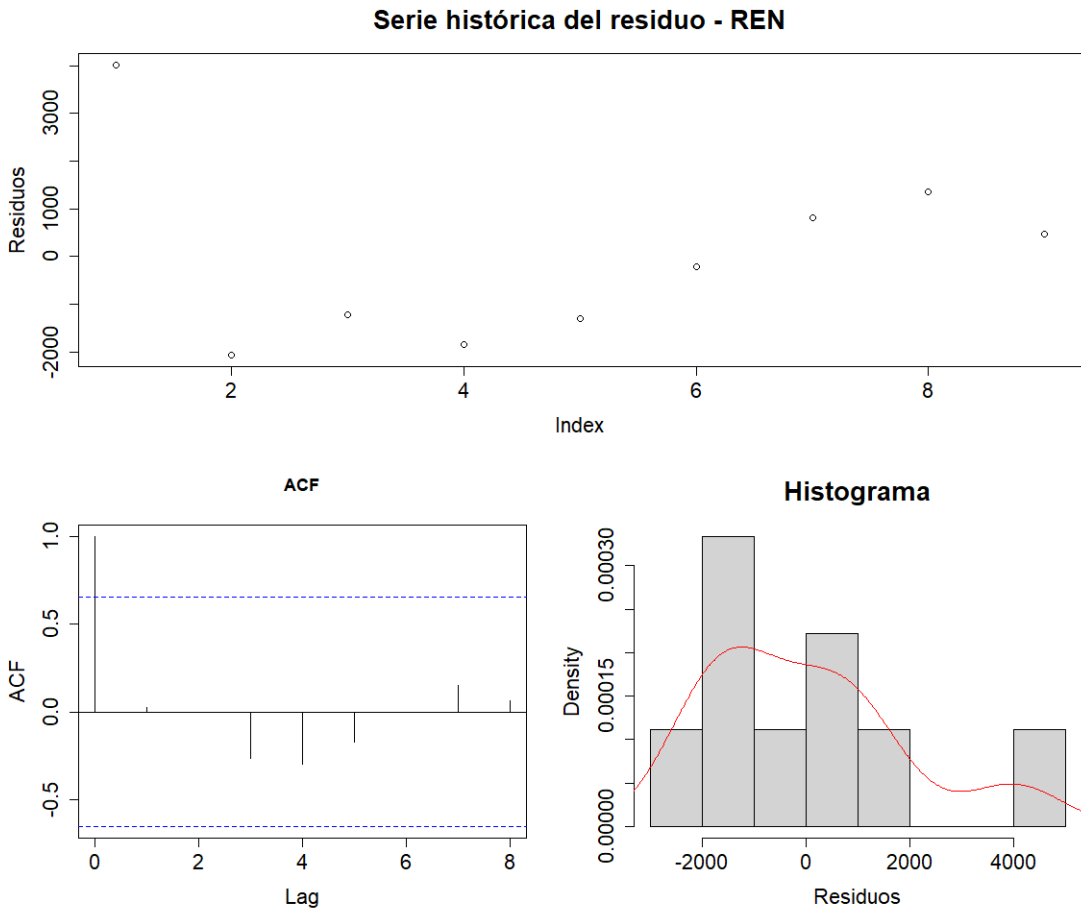 Serie histórica del residuo - REN
Residuos
3000
1000
0
-2000
2 4 6 8
Index
ACF
ACF
1.0
0.5
0.0
-0.5
0 2 4 6 8
Lag
Histograma
Density
0.00030
0.00015
0.00000
-2000 0 2000 4000
Residuos